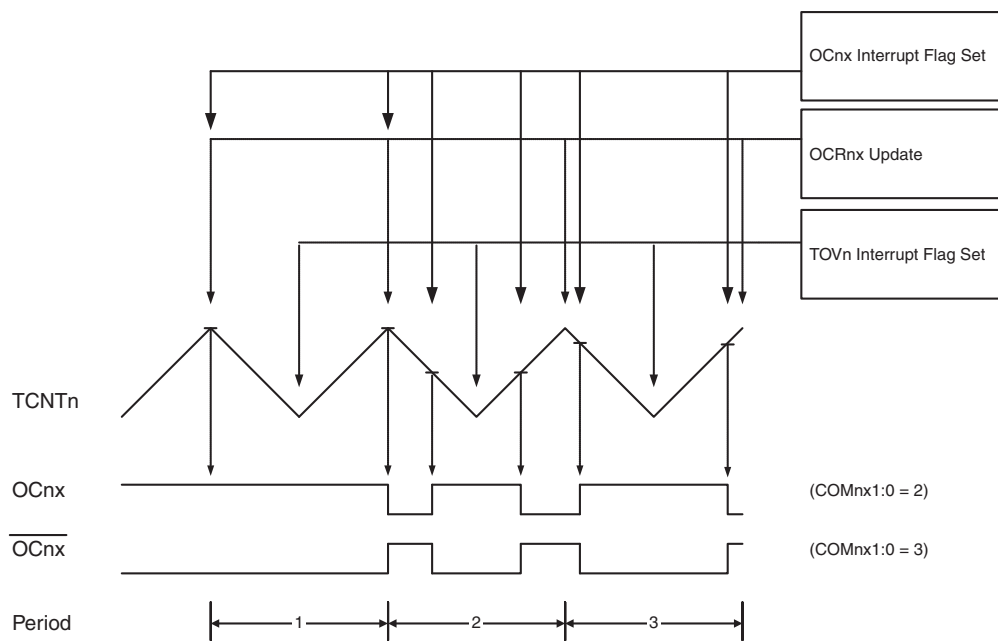 OCnx Interrupt Flag Set
OCRnx Update
TOVn Interrupt Flag Set
TCNTn
OCnx
(COMnx1:0 = 2)
OCnx
(COMnx1:0 = 3)
Period
1
2
3